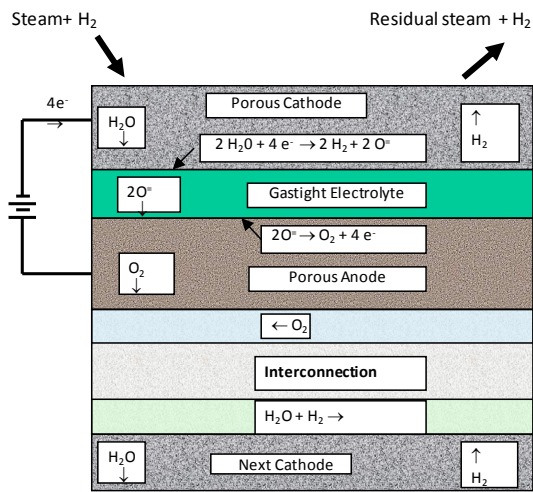 Steam+ H₂
Residual steam + H₂
4e⁻
→
Porous Cathode
H₂O
↓
↑
H₂
2 H₂0 + 4 e⁻ → 2 H₂ + 2 O⁼
2O⁼
↓
Gastight Electrolyte
2O⁼ → O₂ + 4 e⁻
O₂
↓
Porous Anode
← O₂
Interconnection
H₂O + H₂ →
H₂O
↓
Next Cathode
↑
H₂